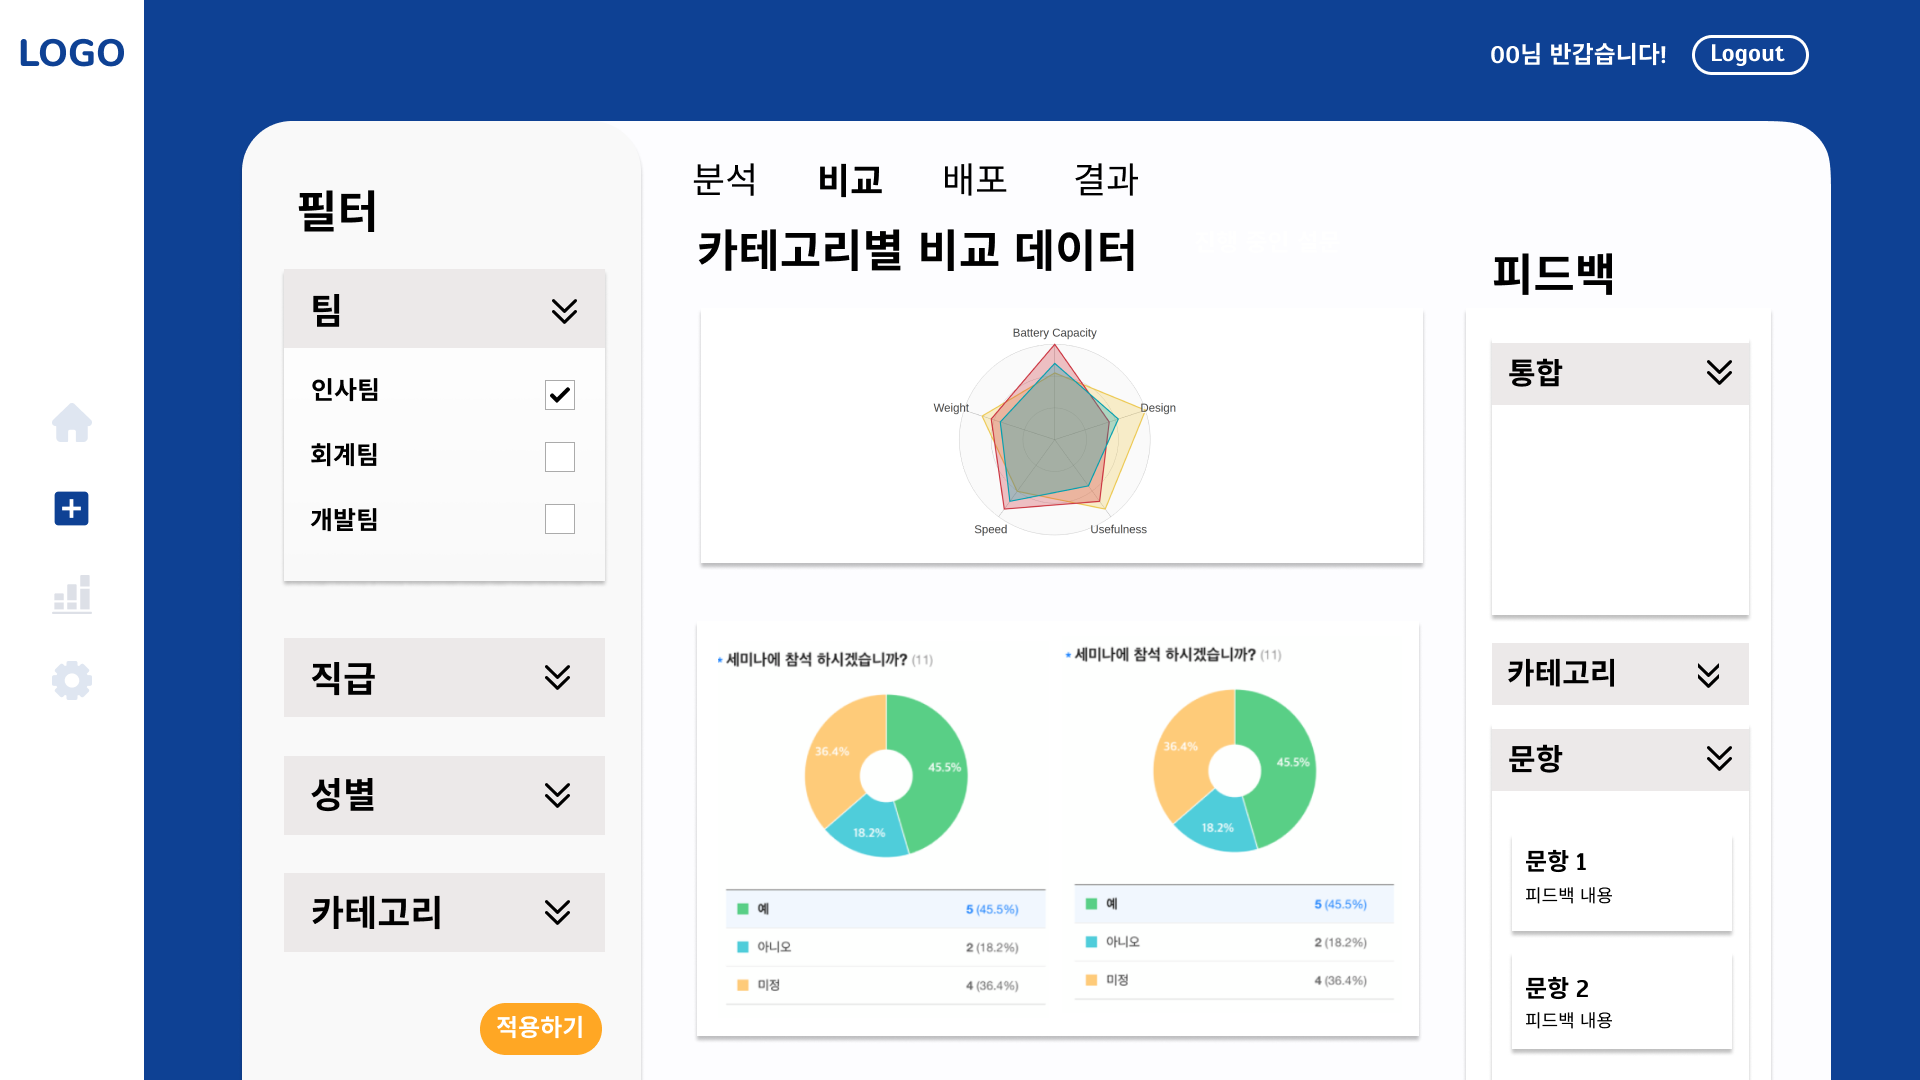 LOGO
00님 반갑습니다!
Logout
필터
팀
인사팀
회계팀
개발팀
직급
성별
카테고리
적용하기
분석 비교 배포 결과
카테고리별 비교 데이터
Battery Capacity
Design
Usefulness
Speed
Weight
* 세미나에 참석 하시겠습니까? (11)
36.4%
45.5%
18.2%
예 5 (45.5%)
아니오 2 (18.2%)
미정 4 (36.4%)
* 세미나에 참석 하시겠습니까? (11)
36.4%
45.5%
18.2%
예 5 (45.5%)
아니오 2 (18.2%)
미정 4 (36.4%)
피드백
통합
카테고리
문항
문항 1
피드백 내용
문항 2
피드백 내용